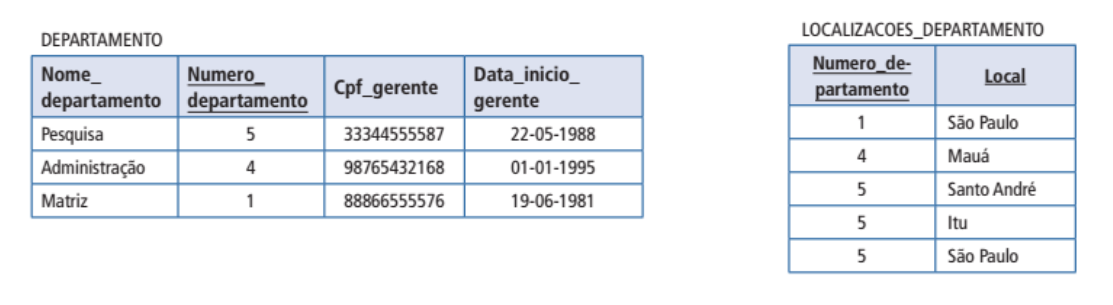 DEPARTAMENTO
Nome_
departamento
Numero_
departamento
Cpf_gerente
Data_inicio_
gerente
Pesquisa 5 33344555587 22-05-1988
Administração 4 98765432168 01-01-1995
Matriz 1 88866555576 19-06-1981
LOCALIZACOES_DEPARTAMENTO
Numero_de-
partamento
Local
1 São Paulo
4 Mauá
5 Santo André
5 Itu
5 São Paulo